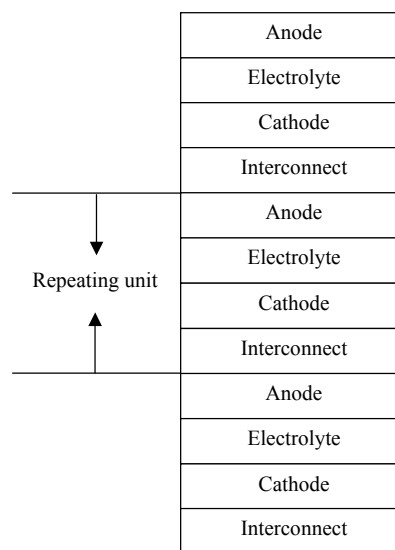 Anode
Electrolyte
Cathode
Interconnect
Anode
Electrolyte
Repeating unit
Cathode
Interconnect
Anode
Electrolyte
Cathode
Interconnect